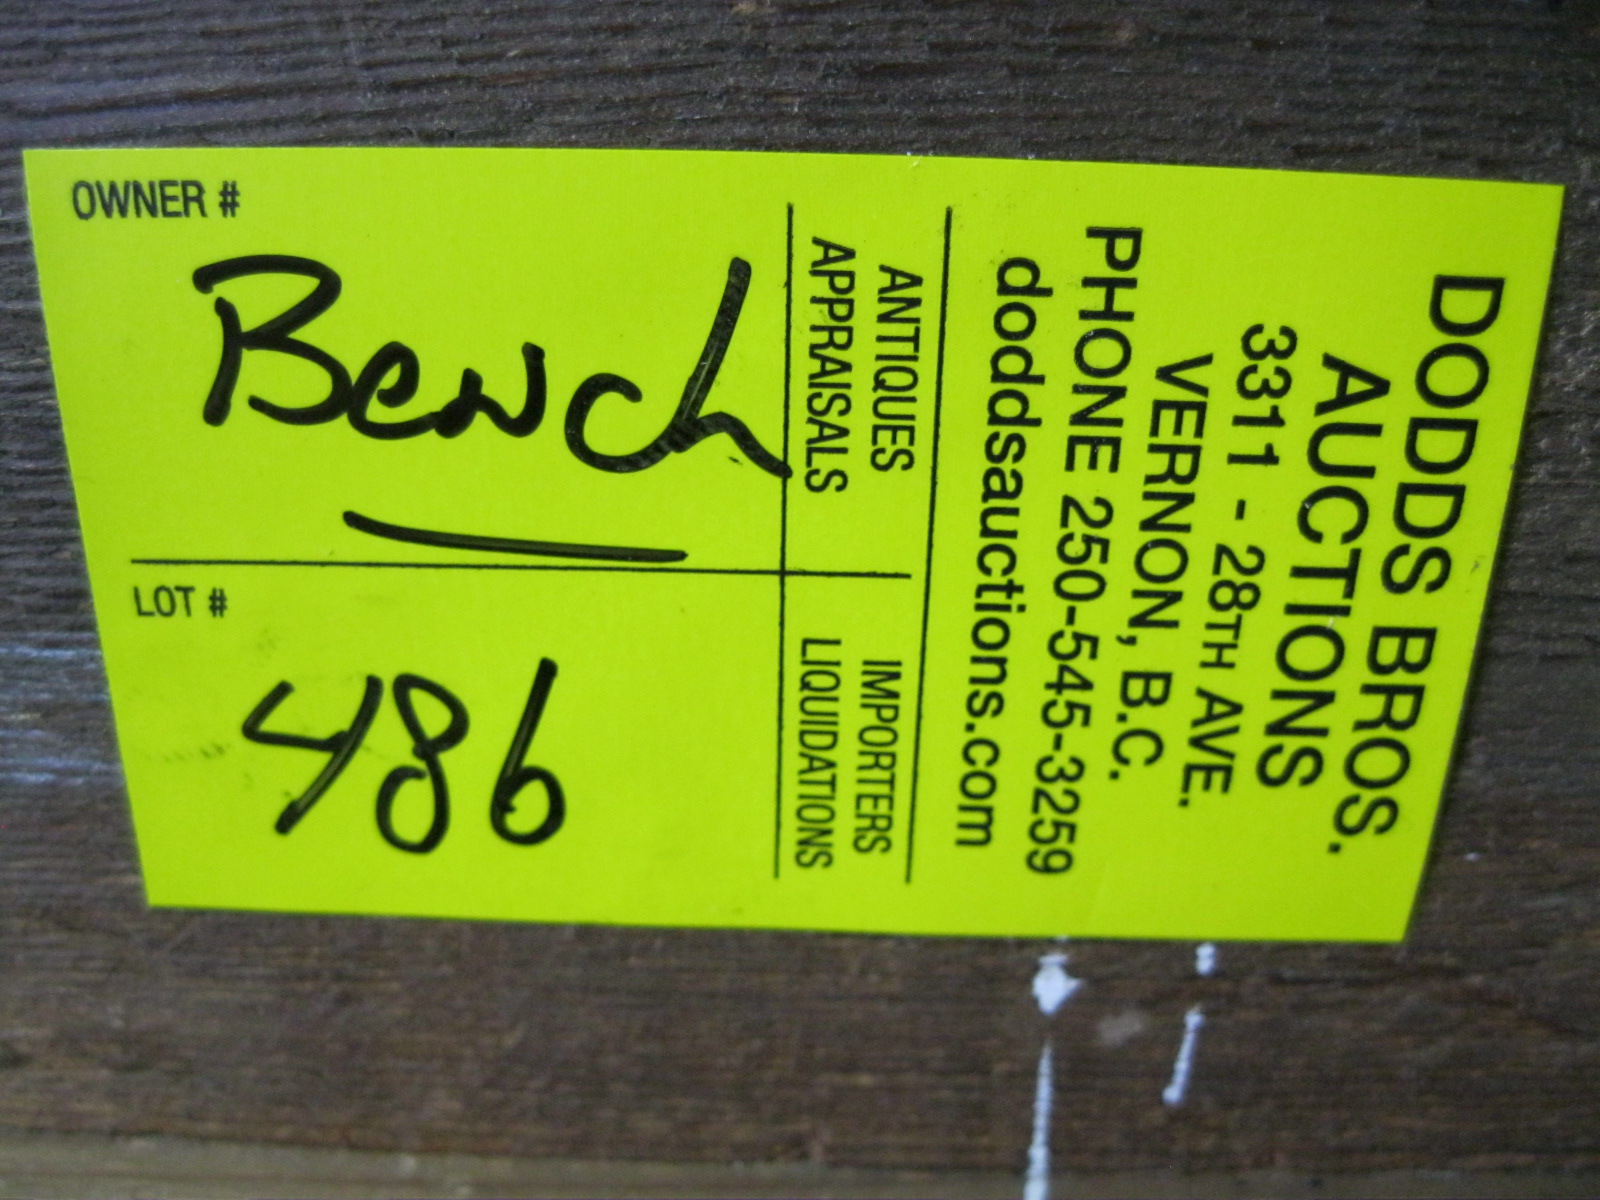 OWNER #
Bench
LOT #
486
ANTIQUES
APPRAISALS
IMPORTERS
LIQUIDATIONS
DODDS BROS.
AUCTIONS
3311 - 28TH AVE.
VERNON, B.C.
PHONE 250-545-3259
doddsauctions.com